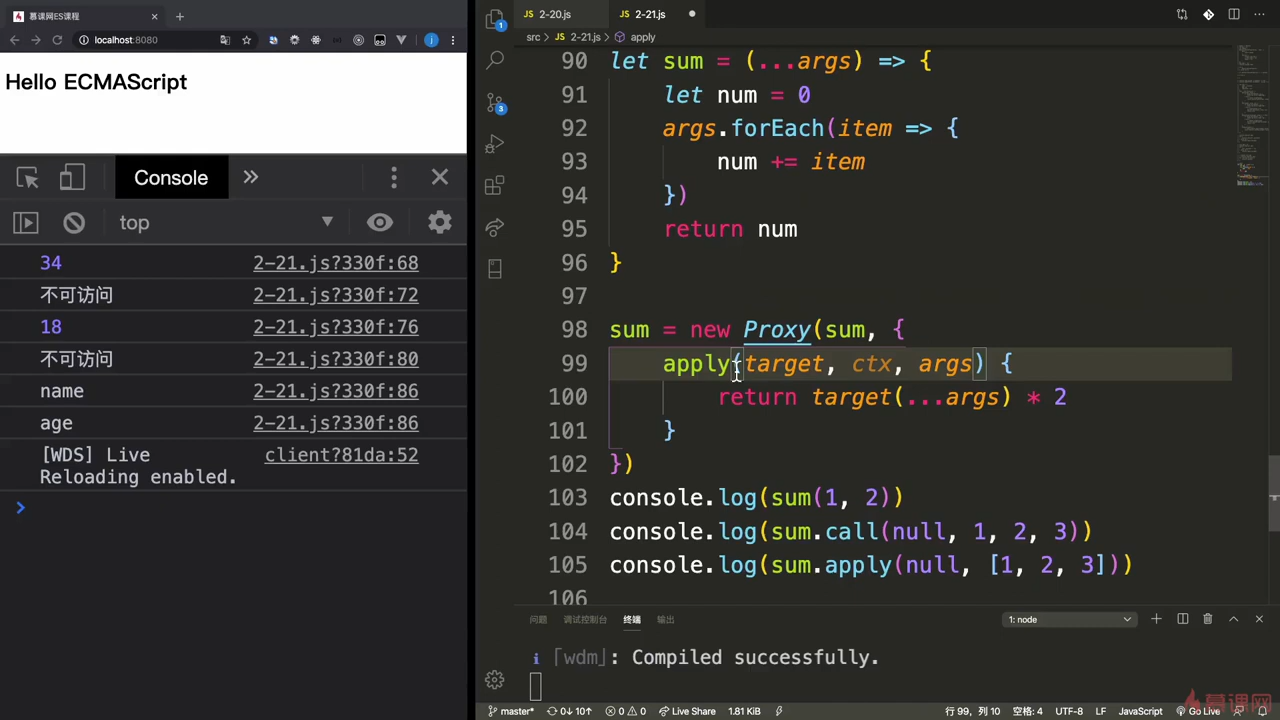 慕课网ES课程
localhost:8080
Hello ECMAScript
Console
top
34 2-21.js?330f:68
不可访问 2-21.js?330f:72
18 2-21.js?330f:76
不可访问 2-21.js?330f:80
name 2-21.js?330f:86
age 2-21.js?330f:86
[WDS] Live client?81da:52
Reloading enabled.
2-20.js 2-21.js
src > 2-21.js > apply
90 let sum = (...args) => {
91 let num = 0
92 args.forEach(item => {
93 num += item
94 })
95 return num
96 }
97
98 sum = new Proxy(sum, {
99 apply(target, ctx, args) {
100 return target(...args) * 2
101 }
102 })
103 console.log(sum(1, 2))
104 console.log(sum.call(null, 1, 2, 3))
105 console.log(sum.apply(null, [1, 2, 3]))
106
问题 调试控制台 终端 输出 1: node
i ｢wdm｣: Compiled successfully.
master* 0↓ 10↑ 0 0 Live Share 1.81 KiB 行 99, 列 10 空格: 4 UTF-8 LF JavaScript Go Live
慕课网